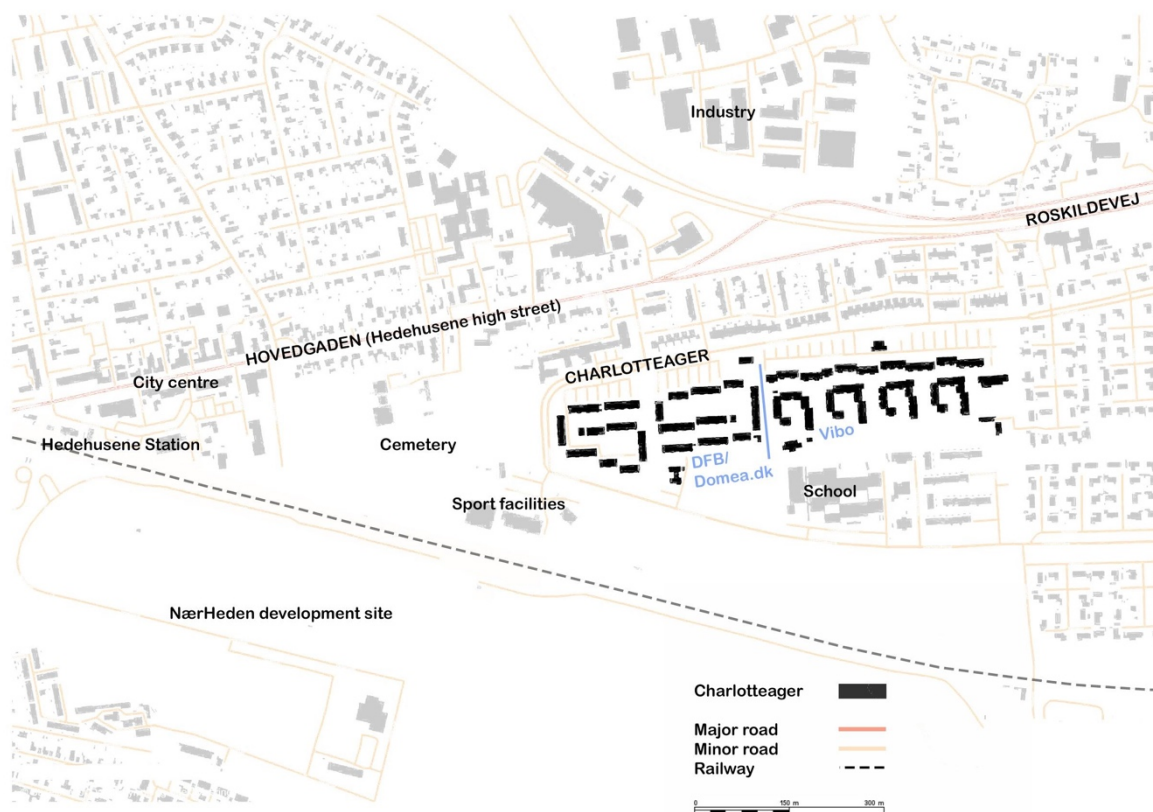 Industry
ROSKILDEVEJ
HOVEDGADEN (Hedehusene high street)
City centre
CHARLOTTEAGER
Hedehusene Station
Cemetery
Vibo
DFB/
Domea.dk
School
Sport facilities
NærHeden development site
Charlotteager
Major road
Minor road
Railway
0 150 m 300 m